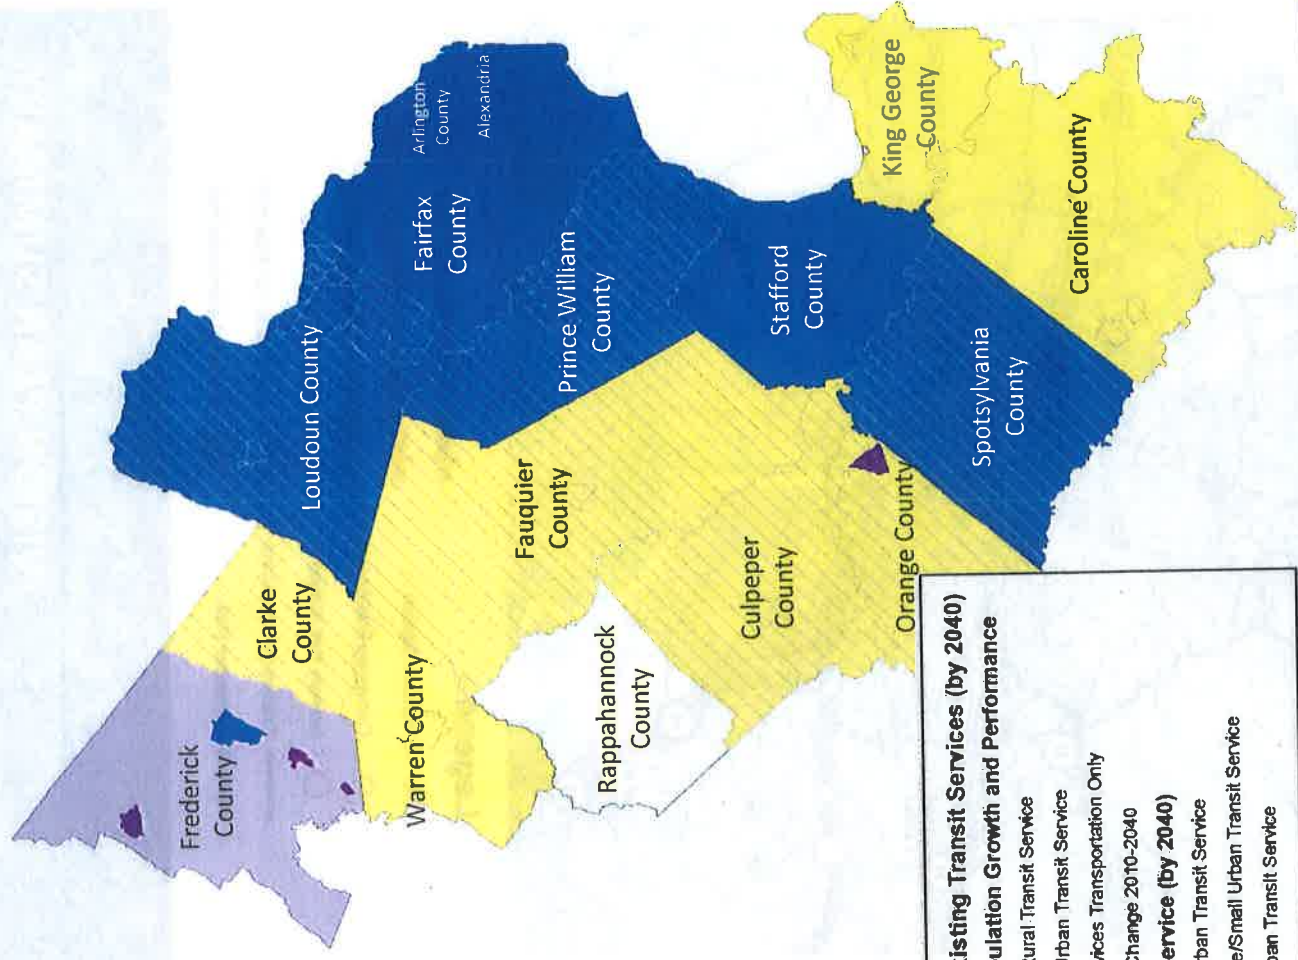 Frederick
County
Clarke
County
Loudoun County
Warren County
Arlington
County
Alexandria
Fairfax
County
Fauquier
County
Prince William
County
Rappahannock
County
Culpeper
County
Stafford
County
King George
County
Orange County
Spotsylvania
County
Caroline County
isting Transit Services (by 2040)
ulation Growth and Performance
ural Transit Service
rban Transit Service
vices Transportation Only
Change 2010-2040
ervice (by 2040)
ban Transit Service
e/Small Urban Transit Service
ban Transit Service